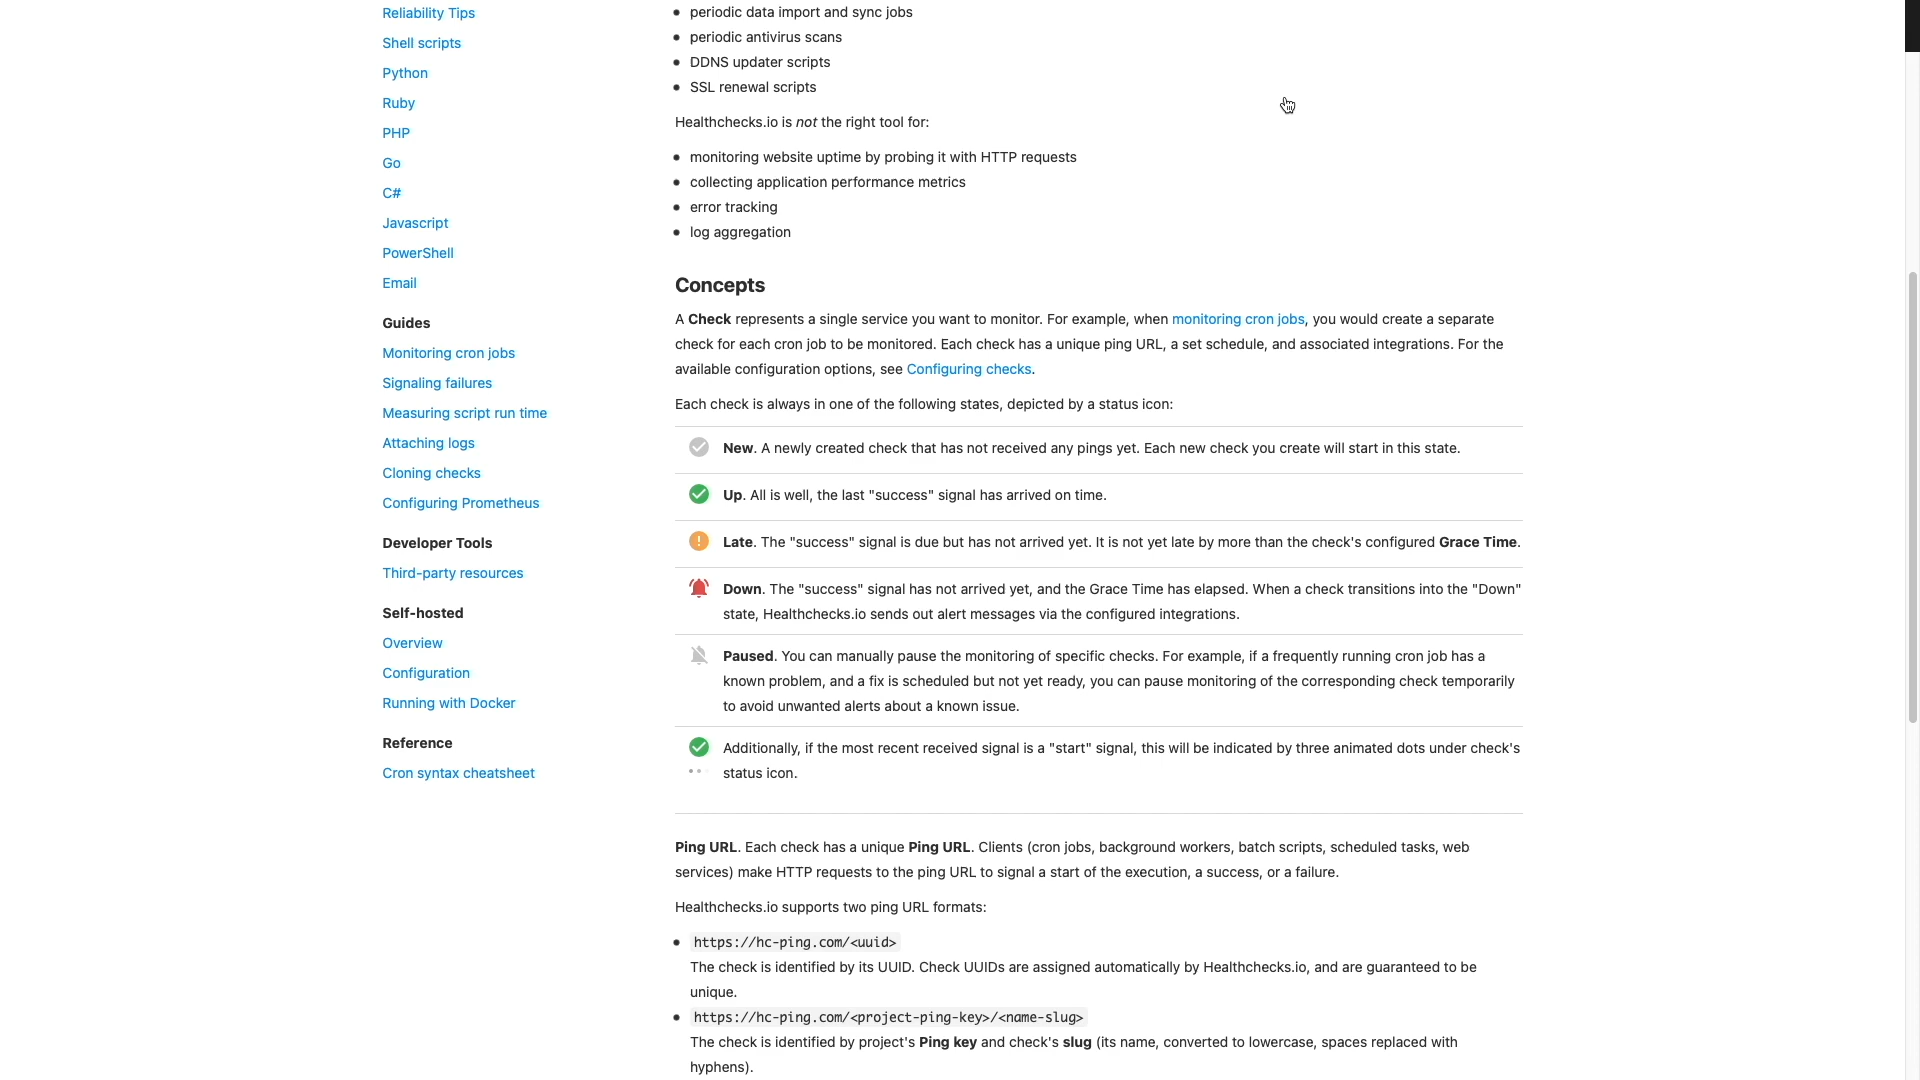 Reliability Tips
Shell scripts
Python
Ruby
PHP
Go
C#
Javascript
PowerShell
Email
Guides
Monitoring cron jobs
Signaling failures
Measuring script run time
Attaching logs
Cloning checks
Configuring Prometheus
Developer Tools
Third-party resources
Self-hosted
Overview
Configuration
Running with Docker
Reference
Cron syntax cheatsheet
periodic data import and sync jobs
periodic antivirus scans
DDNS updater scripts
SSL renewal scripts
Healthchecks.io is not the right tool for:
monitoring website uptime by probing it with HTTP requests
collecting application performance metrics
error tracking
log aggregation
Concepts
A Check represents a single service you want to monitor. For example, when monitoring cron jobs, you would create a separate
check for each cron job to be monitored. Each check has a unique ping URL, a set schedule, and associated integrations. For the
available configuration options, see Configuring checks.
Each check is always in one of the following states, depicted by a status icon:
New. A newly created check that has not received any pings yet. Each new check you create will start in this state.
Up. All is well, the last "success" signal has arrived on time.
Late. The "success" signal is due but has not arrived yet. It is not yet late by more than the check's configured Grace Time.
Down. The "success" signal has not arrived yet, and the Grace Time has elapsed. When a check transitions into the "Down"
state, Healthchecks.io sends out alert messages via the configured integrations.
Paused. You can manually pause the monitoring of specific checks. For example, if a frequently running cron job has a
known problem, and a fix is scheduled but not yet ready, you can pause monitoring of the corresponding check temporarily
to avoid unwanted alerts about a known issue.
Additionally, if the most recent received signal is a "start" signal, this will be indicated by three animated dots under check's
status icon.
Ping URL. Each check has a unique Ping URL. Clients (cron jobs, background workers, batch scripts, scheduled tasks, web
services) make HTTP requests to the ping URL to signal a start of the execution, a success, or a failure.
Healthchecks.io supports two ping URL formats:
https://hc-ping.com/<uuid>
The check is identified by its UUID. Check UUIDs are assigned automatically by Healthchecks.io, and are guaranteed to be
unique.
https://hc-ping.com/<project-ping-key>/<name-slug>
The check is identified by project's Ping key and check's slug (its name, converted to lowercase, spaces replaced with
hyphens).